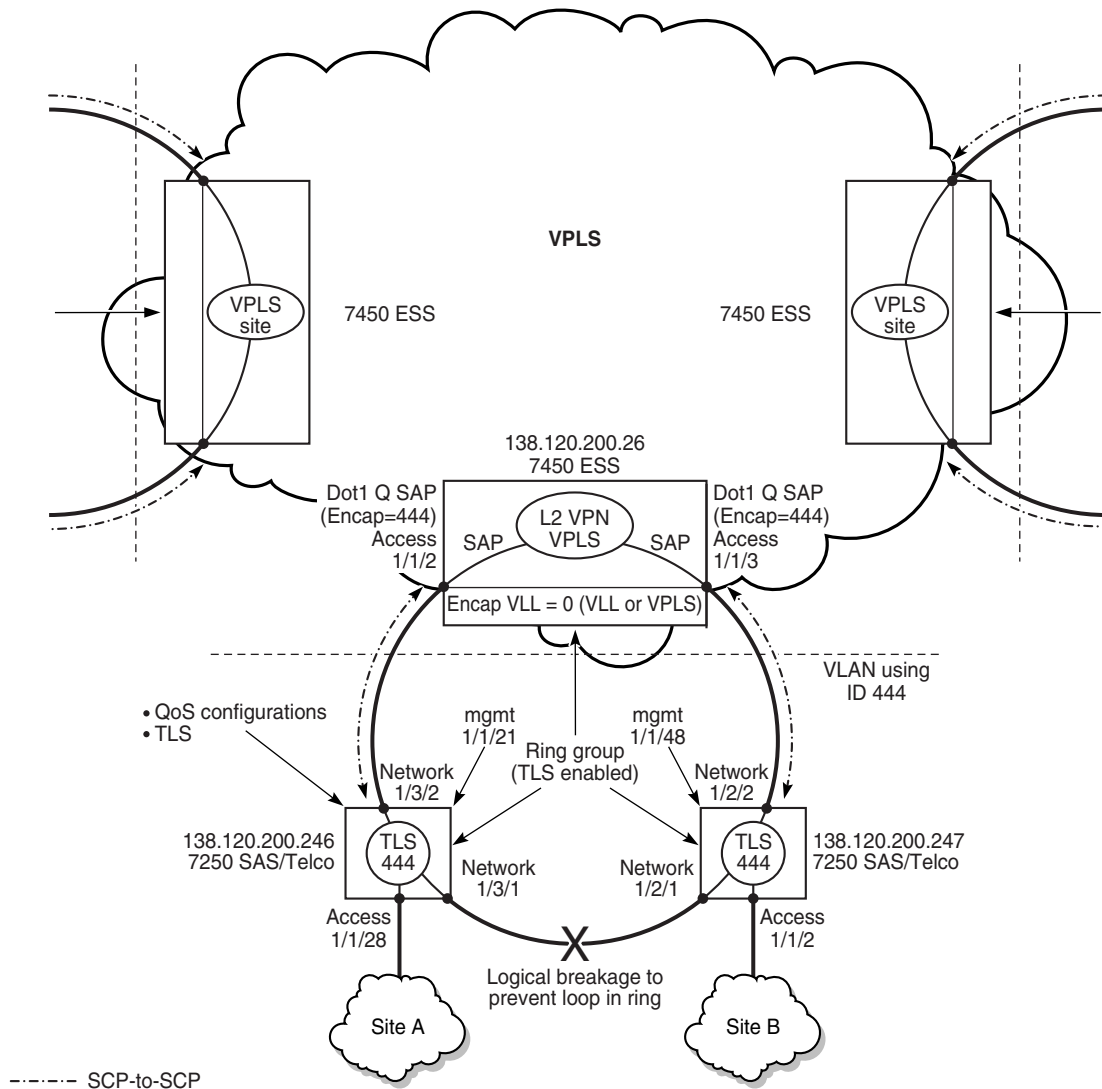 VPLS
VPLS
site
7450 ESS
7450 ESS
VPLS
site
138.120.200.26
7450 ESS
Dot1 Q SAP
(Encap=444)
Access
1/1/2
SAP
L2 VPN
VPLS
SAP
Dot1 Q SAP
(Encap=444)
Access
1/1/3
Encap VLL = 0 (VLL or VPLS)
VLAN using
ID 444
• QoS configurations
• TLS
mgmt
1/1/21
Ring group
(TLS enabled)
mgmt
1/1/48
Network
1/3/2
Network
1/2/2
138.120.200.246
7250 SAS/Telco
TLS
444
Network
1/3/1
Network
1/2/1
TLS
444
138.120.200.247
7250 SAS/Telco
Access
1/1/28
X
Access
1/1/2
Logical breakage to
prevent loop in ring
Site A
Site B
SCP-to-SCP